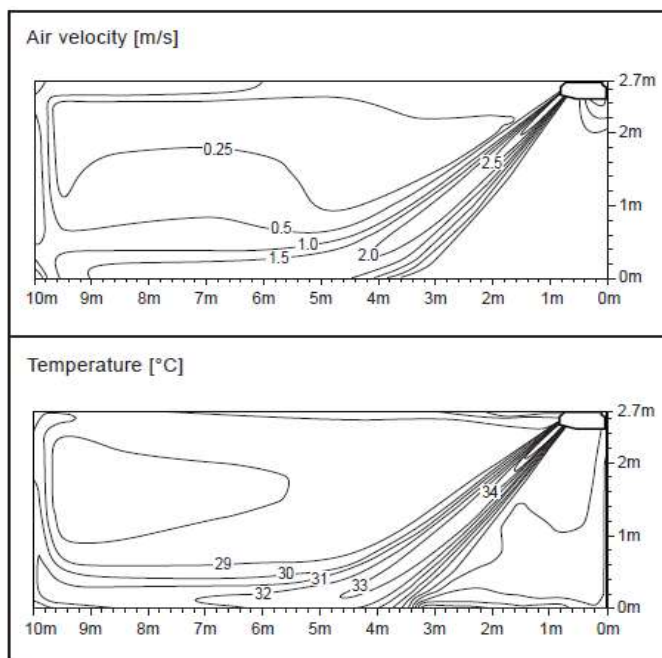 Air velocity [m/s]
2.7m
2m
0.25
2.5
1m
0.5
1.0
2.0
1.5
0m
10m 9m 8m 7m 6m 5m 4m 3m 2m 1m 0m
Temperature [°C]
2.7m
2m
34
1m
29
30
31
33
32
0m
10m 9m 8m 7m 6m 5m 4m 3m 2m 1m 0m